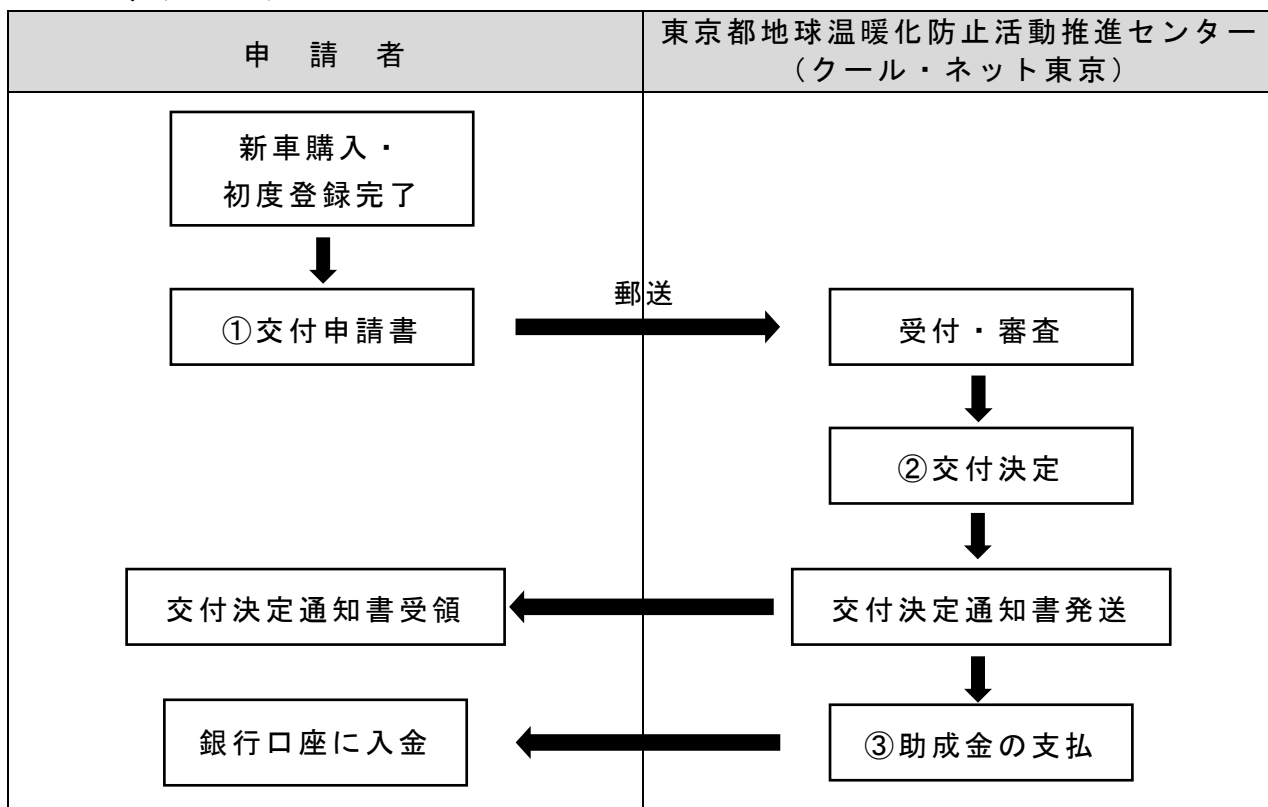 申　請　者
東京都地球温暖化防止活動推進センター
（クール・ネット東京）
新車購入・
初度登録完了
郵送
①交付申請書
受付・審査
②交付決定
交付決定通知書受領
交付決定通知書発送
銀行口座に入金
③助成金の支払